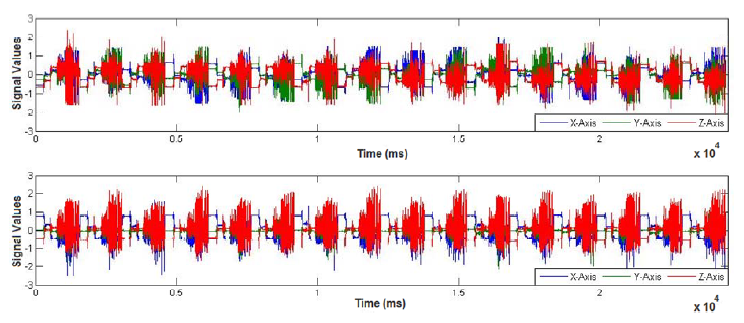 3
2
1
0
-1
-2
-3
Signal Values
0 0.5 1 1.5 2
x 10^4
Time (ms)
X-Axis Y-Axis Z-Axis
3
2
1
0
-1
-2
-3
Signal Values
0 0.5 1 1.5 2
x 10^4
Time (ms)
X-Axis Y-Axis Z-Axis